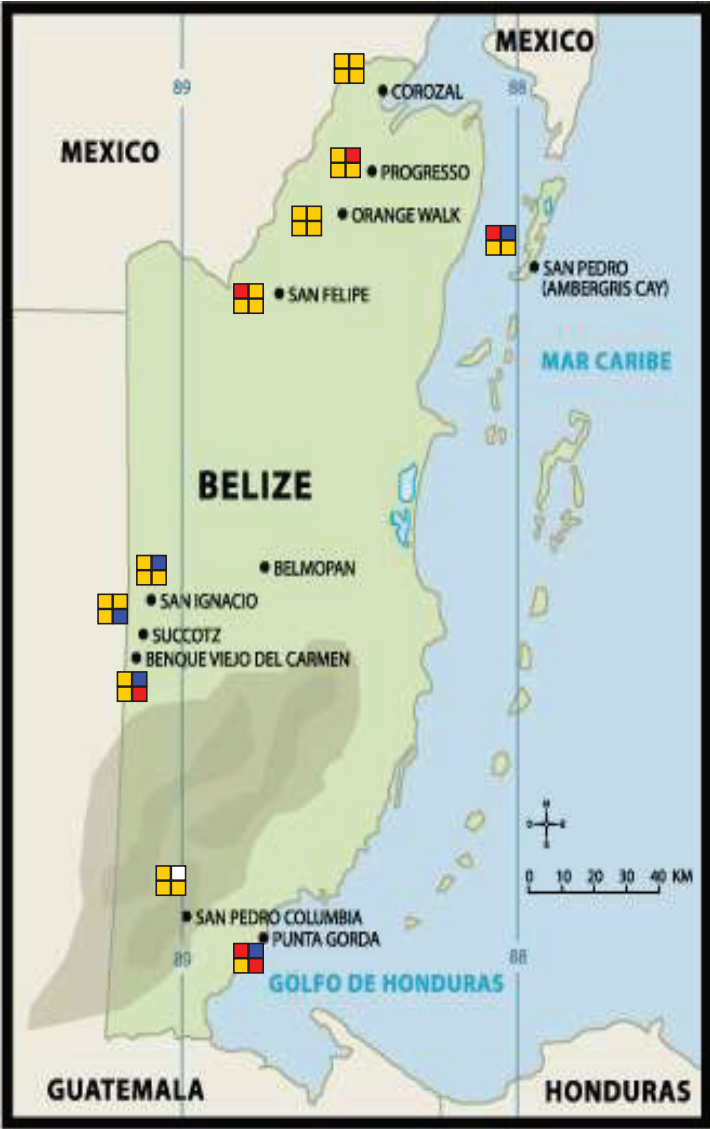 MEXICO
89
88
COROZAL
MEXICO
PROGRESSO
ORANGE WALK
SAN PEDRO
(AMBERGRIS CAY)
SAN FELIPE
MAR CARIBE
BELIZE
BELMOPAN
SAN IGNACIO
SUCCOTZ
BENQUE VIEJO DEL CARMEN
0 10 20 30 40 KM
SAN PEDRO COLUMBIA
PUNTA GORDA
89
88
GOLFO DE HONDURAS
GUATEMALA
HONDURAS